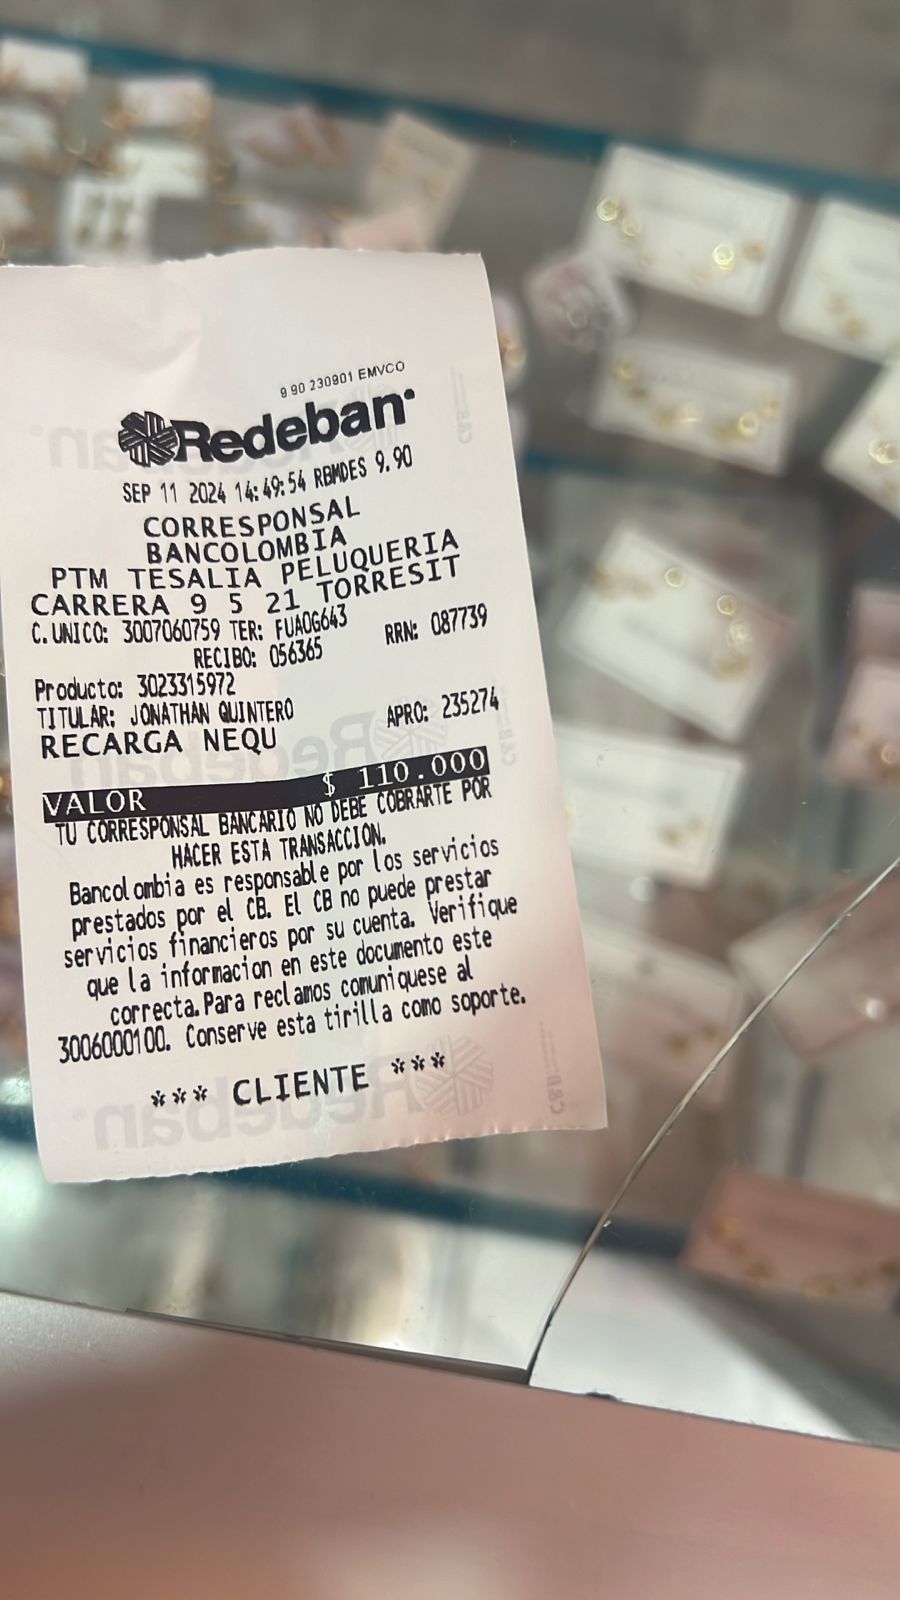 9 90 230901 EMVCO
Redeban
SEP 11 2024 14:49:54 RBMDES 9.90
CORRESPONSAL
BANCOLOMBIA
PTM TESALIA PELUQUERIA
CARRERA 9 5 21 TORRESIT
C.UNICO: 3007060759 TER: FUAOG643
RECIBO: 056365 RRN: 087739
Producto: 3023315972
TITULAR: JONATHAN QUINTERO
RECARGA NEQU APRO: 235274
VALOR $ 110.000
TU CORRESPONSAL BANCARIO NO DEBE COBRARTE POR
HACER ESTA TRANSACCION.
Bancolombia es responsable por los servicios
prestados por el CB. El CB no puede prestar
servicios financieros por su cuenta. Verifique
que la informacion en este documento este
correcta.Para reclamos comuniquese al
3006000100. Conserve esta tirilla como soporte.
*** CLIENTE ***